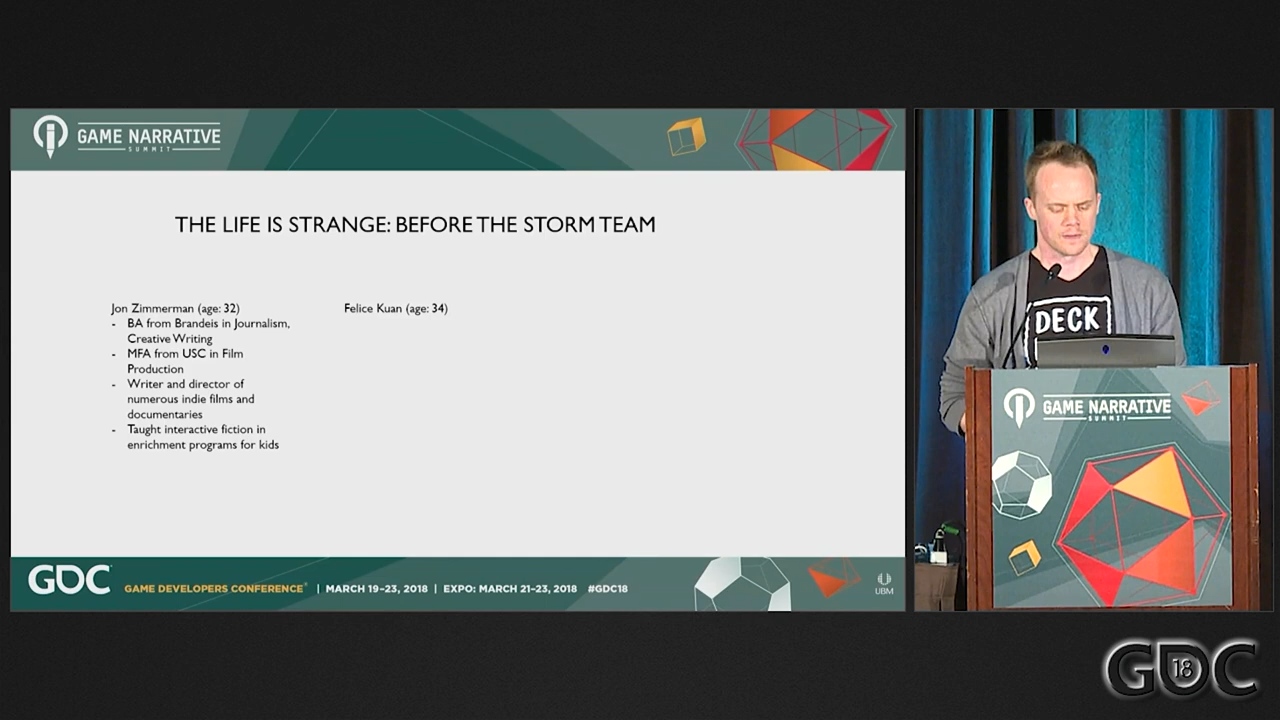 GAME NARRATIVE
SUMMIT
THE LIFE IS STRANGE: BEFORE THE STORM TEAM
Jon Zimmerman (age: 32)
- BA from Brandeis in Journalism,
Creative Writing
- MFA from USC in Film
Production
- Writer and director of
numerous indie films and
documentaries
- Taught interactive fiction in
enrichment programs for kids
Felice Kuan (age: 34)
GDC
GAME DEVELOPERS CONFERENCE® | MARCH 19–23, 2018 | EXPO: MARCH 21–23, 2018 #GDC18
UBM
DECK
GAME NARRATIVE
SUMMIT
GDC
18